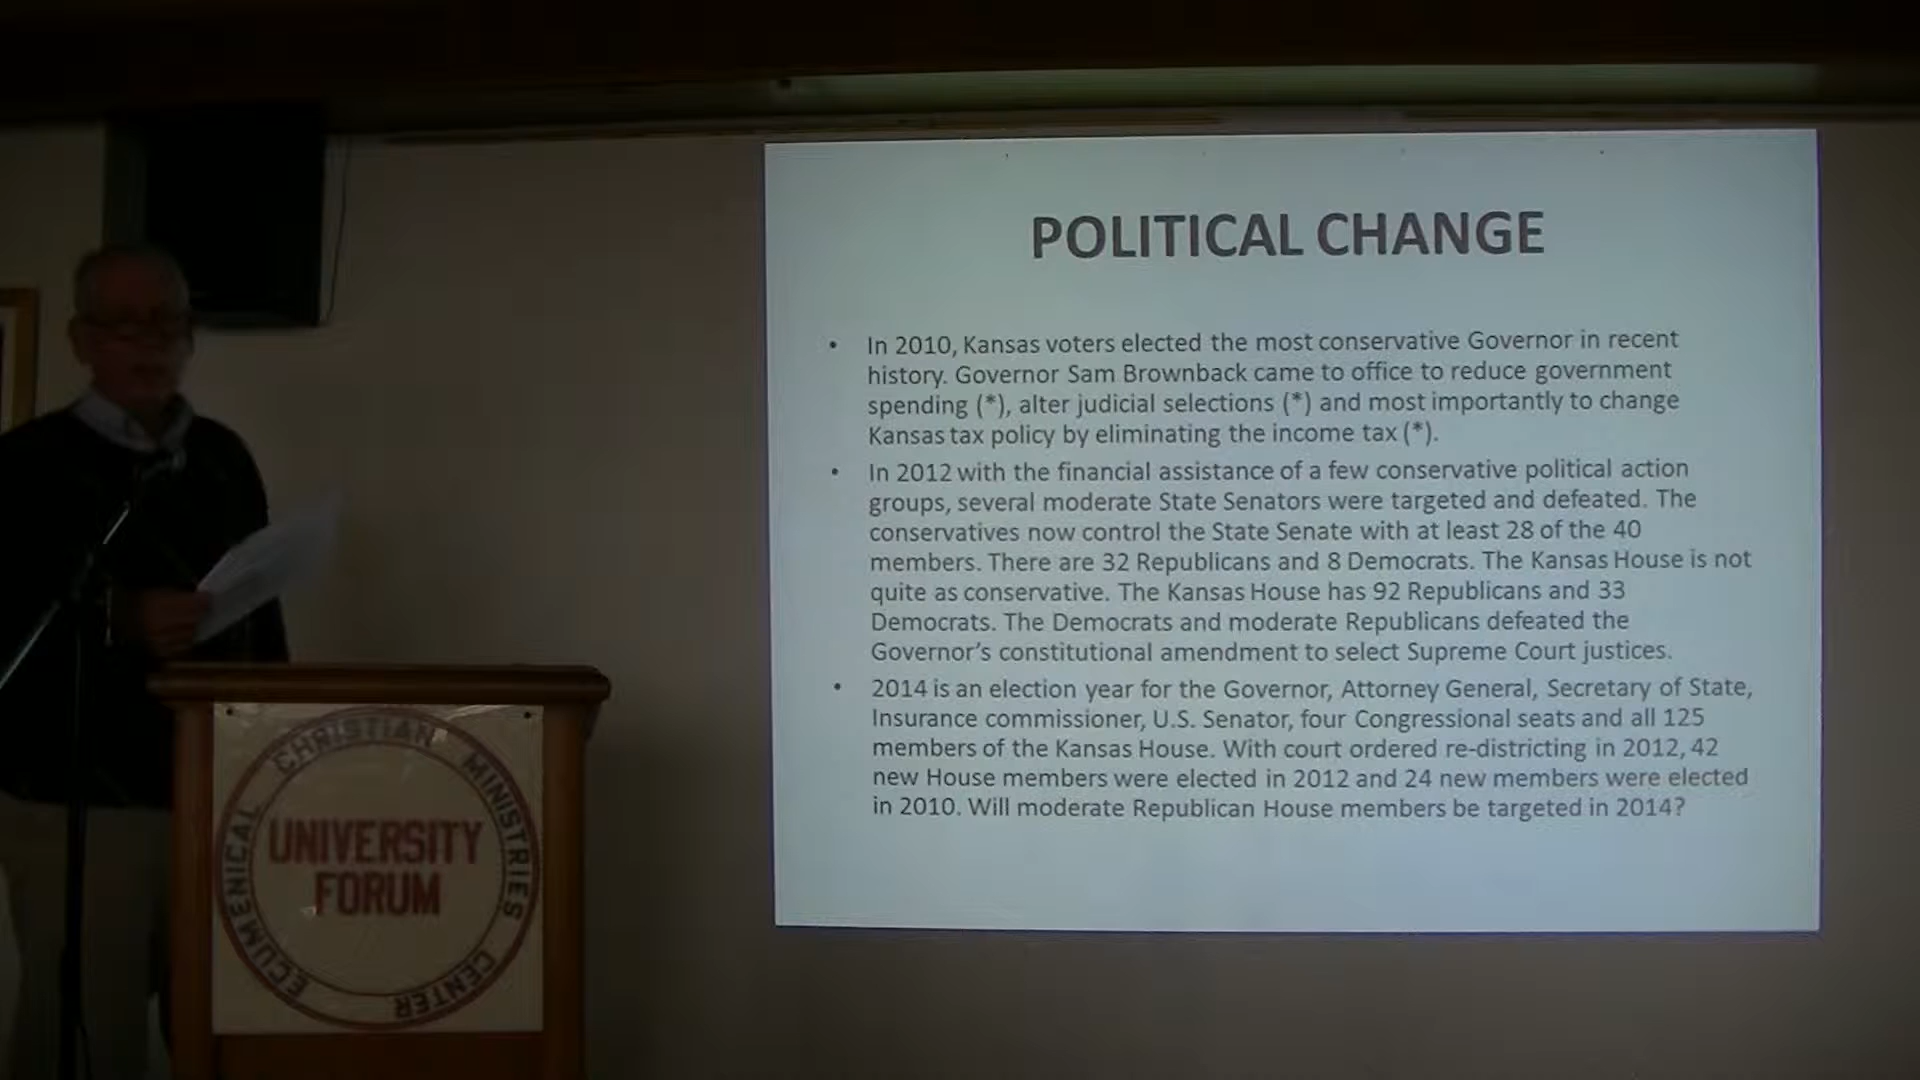 POLITICAL CHANGE
• In 2010, Kansas voters elected the most conservative Governor in recent
history. Governor Sam Brownback came to office to reduce government
spending (*), alter judicial selections (*) and most importantly to change
Kansas tax policy by eliminating the income tax (*).
• In 2012 with the financial assistance of a few conservative political action
groups, several moderate State Senators were targeted and defeated. The
conservatives now control the State Senate with at least 28 of the 40
members. There are 32 Republicans and 8 Democrats. The Kansas House is not
quite as conservative. The Kansas House has 92 Republicans and 33
Democrats. The Democrats and moderate Republicans defeated the
Governor's constitutional amendment to select Supreme Court justices.
• 2014 is an election year for the Governor, Attorney General, Secretary of State,
Insurance commissioner, U.S. Senator, four Congressional seats and all 125
members of the Kansas House. With court ordered re-districting in 2012, 42
new House members were elected in 2012 and 24 new members were elected
in 2010. Will moderate Republican House members be targeted in 2014?
ECUMENICAL CHRISTIAN MINISTRIES CENTER
UNIVERSITY
FORUM